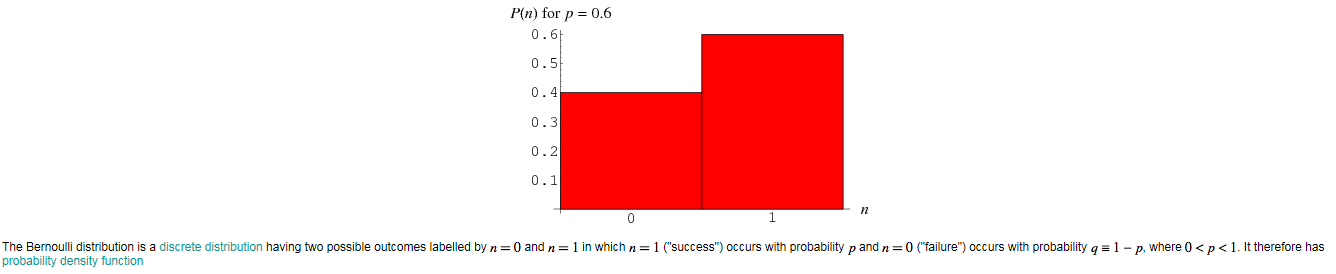 P(n) for p = 0.6
0.6
0.5
0.4
0.3
0.2
0.1
0 1 n
The Bernoulli distribution is a discrete distribution having two possible outcomes labelled by n = 0 and n = 1 in which n = 1 ("success") occurs with probability p and n = 0 ("failure") occurs with probability q ≡ 1 − p, where 0 < p < 1. It therefore has
probability density function